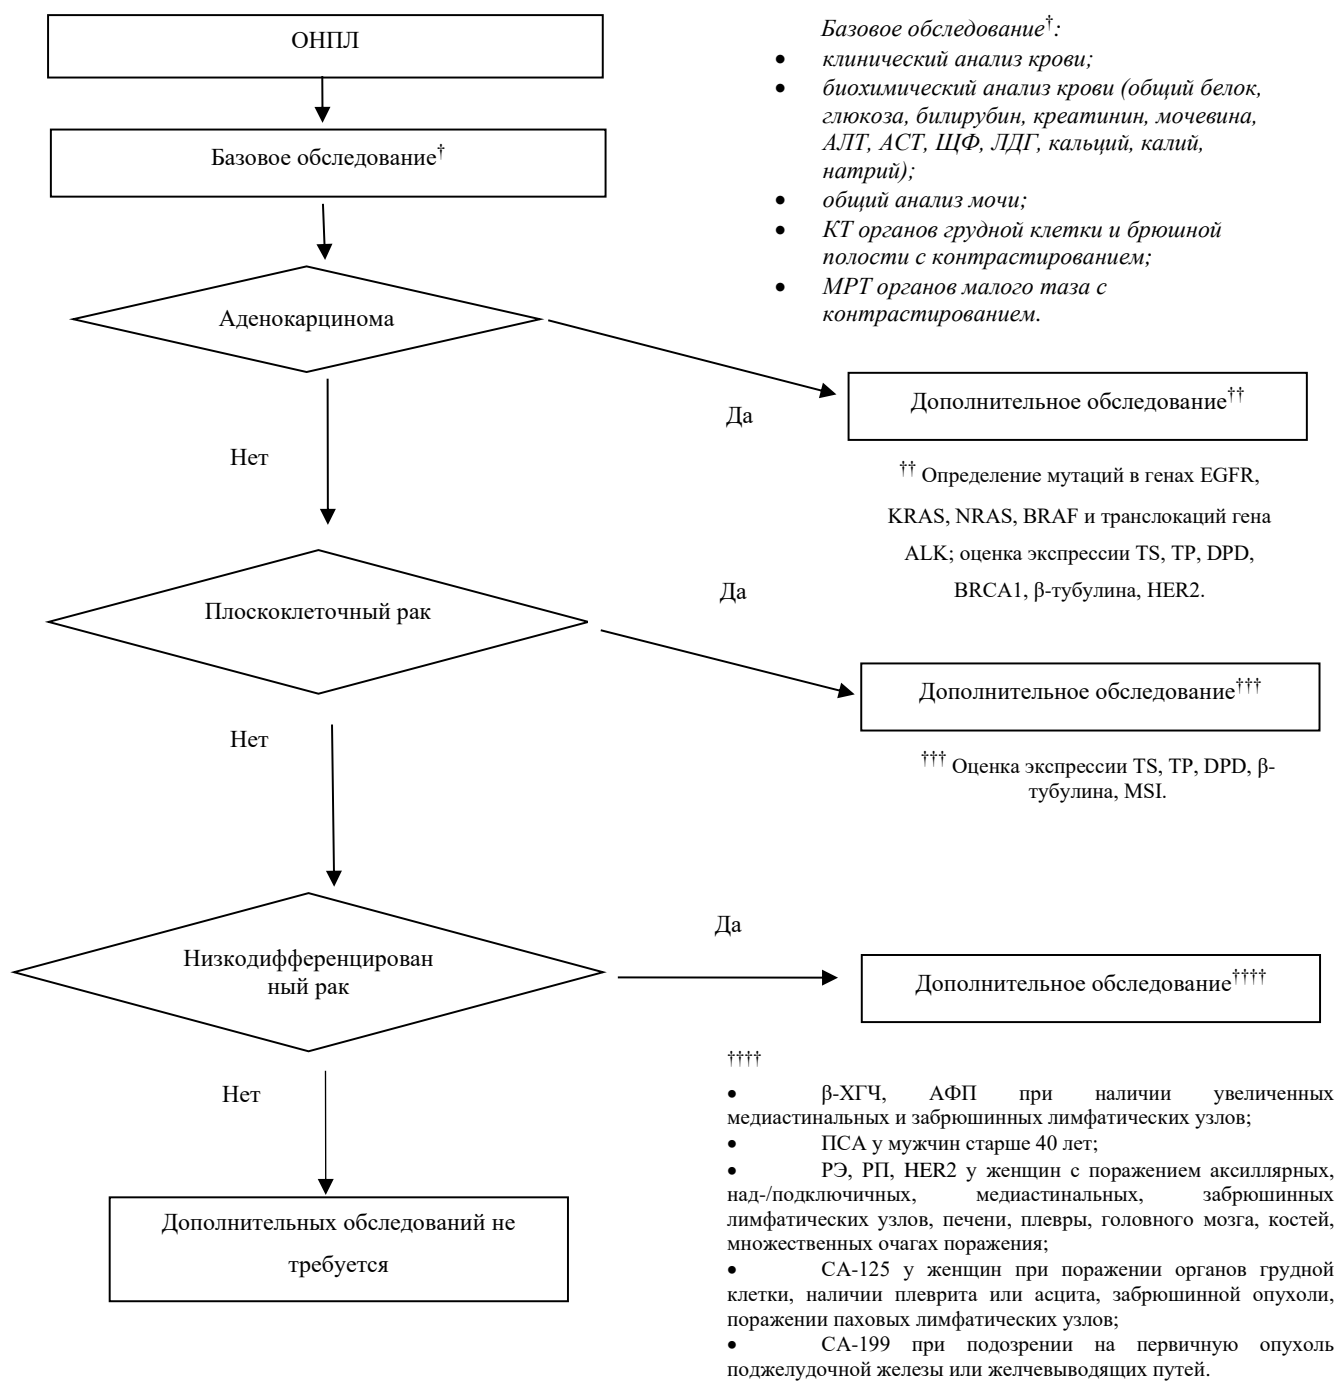 ОНПЛ
Базовое обследование†
Базовое обследование†:
• клинический анализ крови;
• биохимический анализ крови (общий белок,
глюкоза, билирубин, креатинин, мочевина,
АЛТ, АСТ, ЩФ, ЛДГ, кальций, калий,
натрий);
• общий анализ мочи;
• КТ органов грудной клетки и брюшной
полости с контрастированием;
• МРТ органов малого таза с
контрастированием.
Аденокарцинома
Да
Дополнительное обследование††
†† Определение мутаций в генах EGFR,
KRAS, NRAS, BRAF и транслокаций гена
ALK; оценка экспрессии TS, TP, DPD,
BRCA1, β-тубулина, HER2.
Нет
Плоскоклеточный рак
Да
Дополнительное обследование†††
††† Оценка экспрессии TS, TP, DPD, β-
тубулина, MSI.
Нет
Низкодифференцирован
ный рак
Да
Дополнительное обследование††††
††††
• β-ХГЧ, АФП при наличии увеличенных
медиастинальных и забрюшинных лимфатических узлов;
• ПСА у мужчин старше 40 лет;
• РЭ, РП, HER2 у женщин с поражением аксиллярных,
над-/подключичных, медиастинальных, забрюшинных
лимфатических узлов, печени, плевры, головного мозга, костей,
множественных очагах поражения;
• СА-125 у женщин при поражении органов грудной
клетки, наличии плеврита или асцита, забрюшинной опухоли,
поражении паховых лимфатических узлов;
• СА-199 при подозрении на первичную опухоль
поджелудочной железы или желчевыводящих путей.
Нет
Дополнительных обследований не
требуется